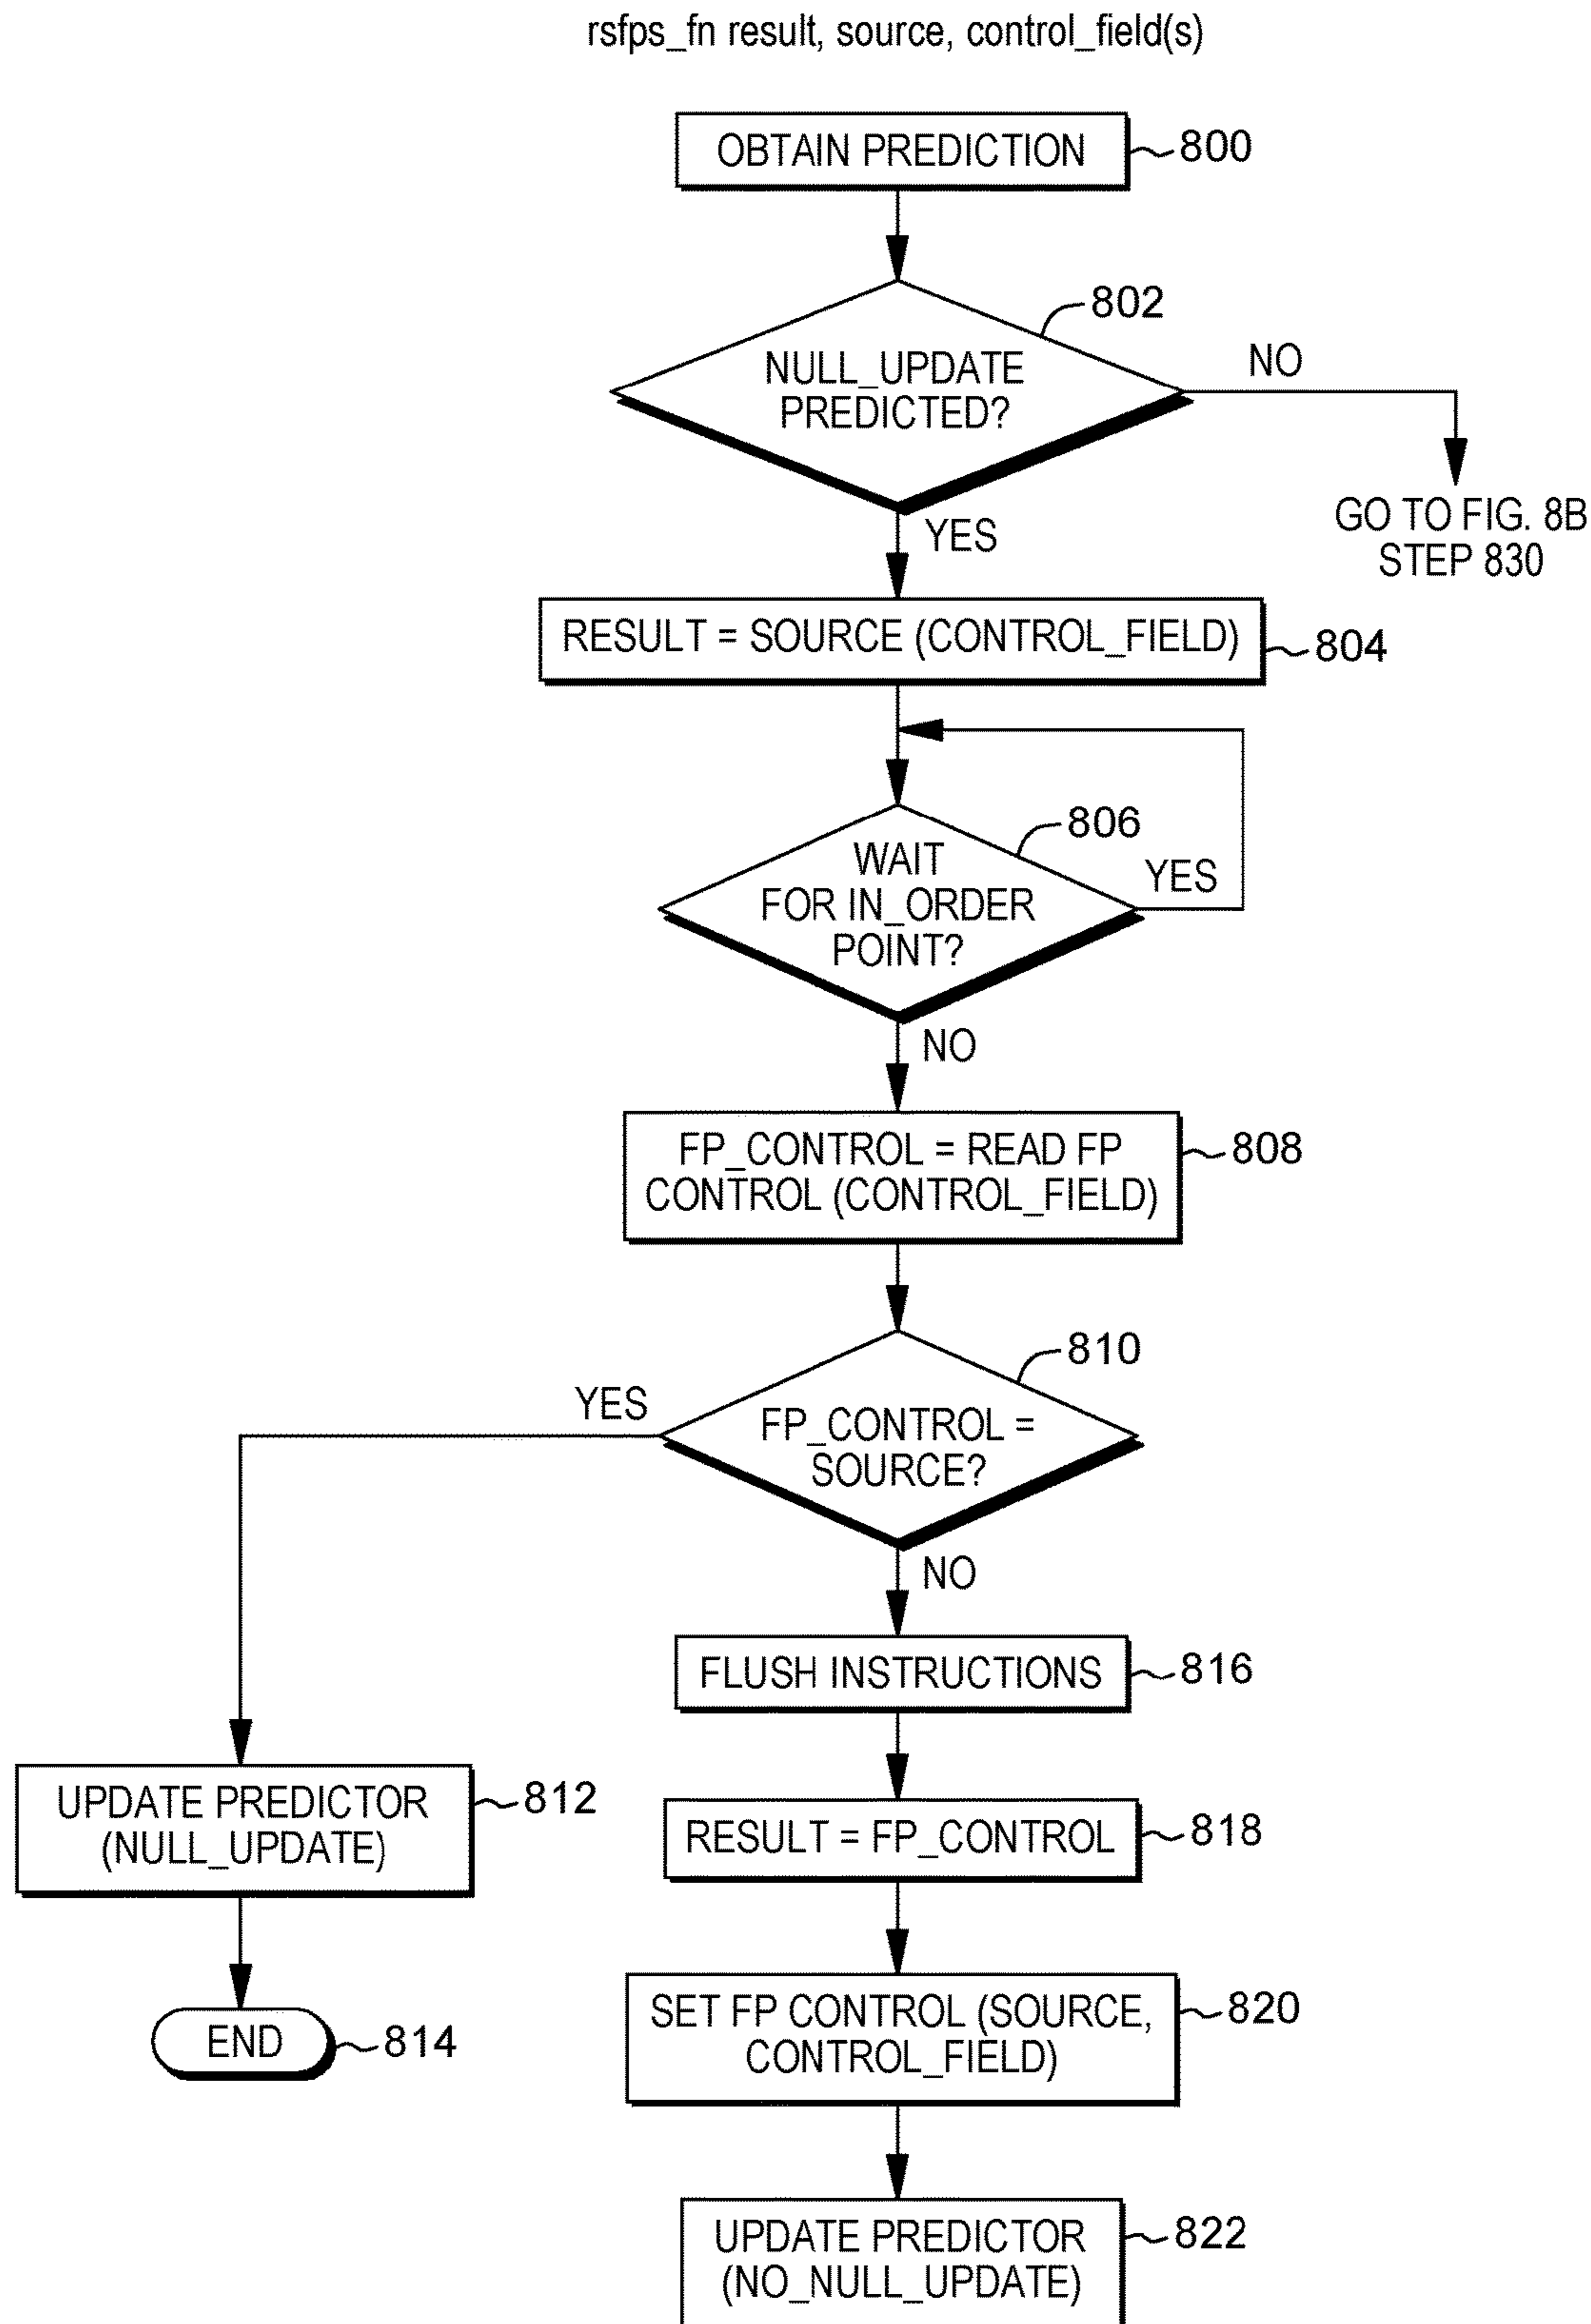 rsfps_fn result, source, control_field(s)
OBTAIN PREDICTION
800
802
NULL_UPDATE
PREDICTED?
NO
GO TO FIG. 8B
STEP 830
YES
RESULT = SOURCE (CONTROL_FIELD)
804
806
WAIT
FOR IN_ORDER
POINT?
YES
NO
FP_CONTROL = READ FP
CONTROL (CONTROL_FIELD)
808
810
YES
FP_CONTROL =
SOURCE?
NO
FLUSH INSTRUCTIONS
816
UPDATE PREDICTOR
(NULL_UPDATE)
812
RESULT = FP_CONTROL
818
END
814
SET FP CONTROL (SOURCE,
CONTROL_FIELD)
820
UPDATE PREDICTOR
(NO_NULL_UPDATE)
822